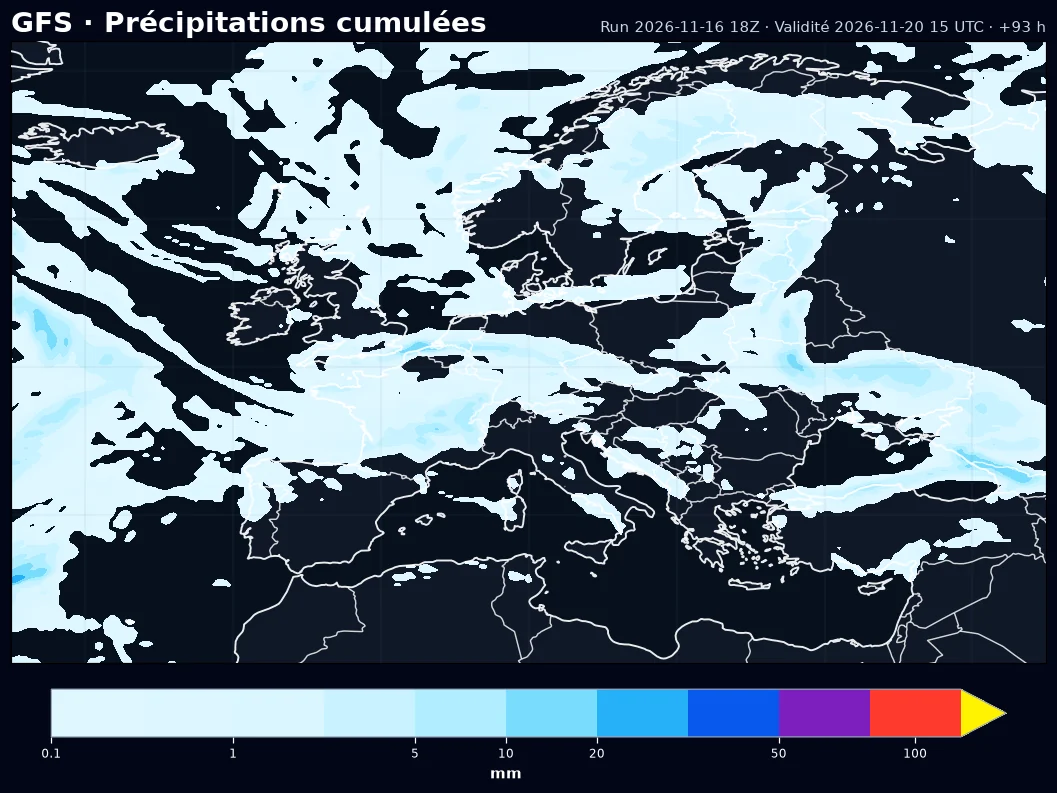 GFS · Précipitations cumulées
Run 2026-11-16 18Z · Validité 2026-11-20 15 UTC · +93 h
0.1 1 5 10 20 50 100
mm